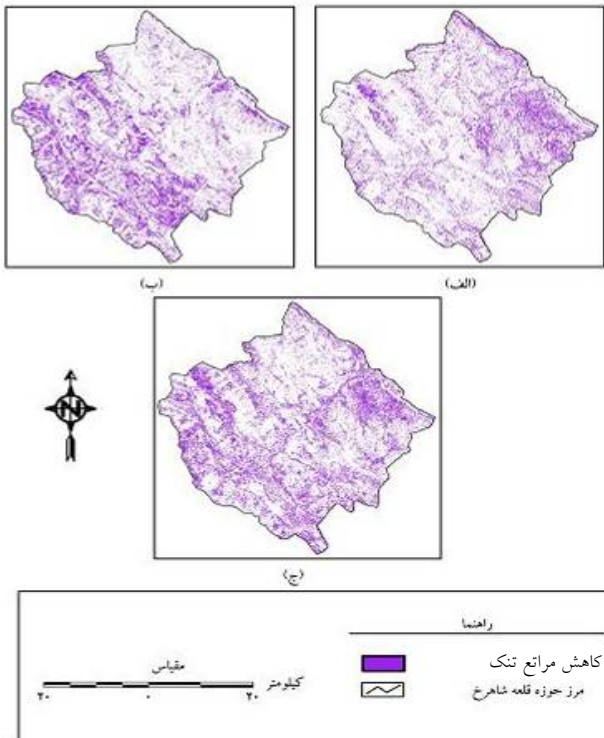 (الف)
(ب)
(ج)
N
راهنما
کاهش مراتع تنک
مرز حوزه قلعه شاهرخ
مقیاس
کیلومتر
۲۰ ۰ ۲۰